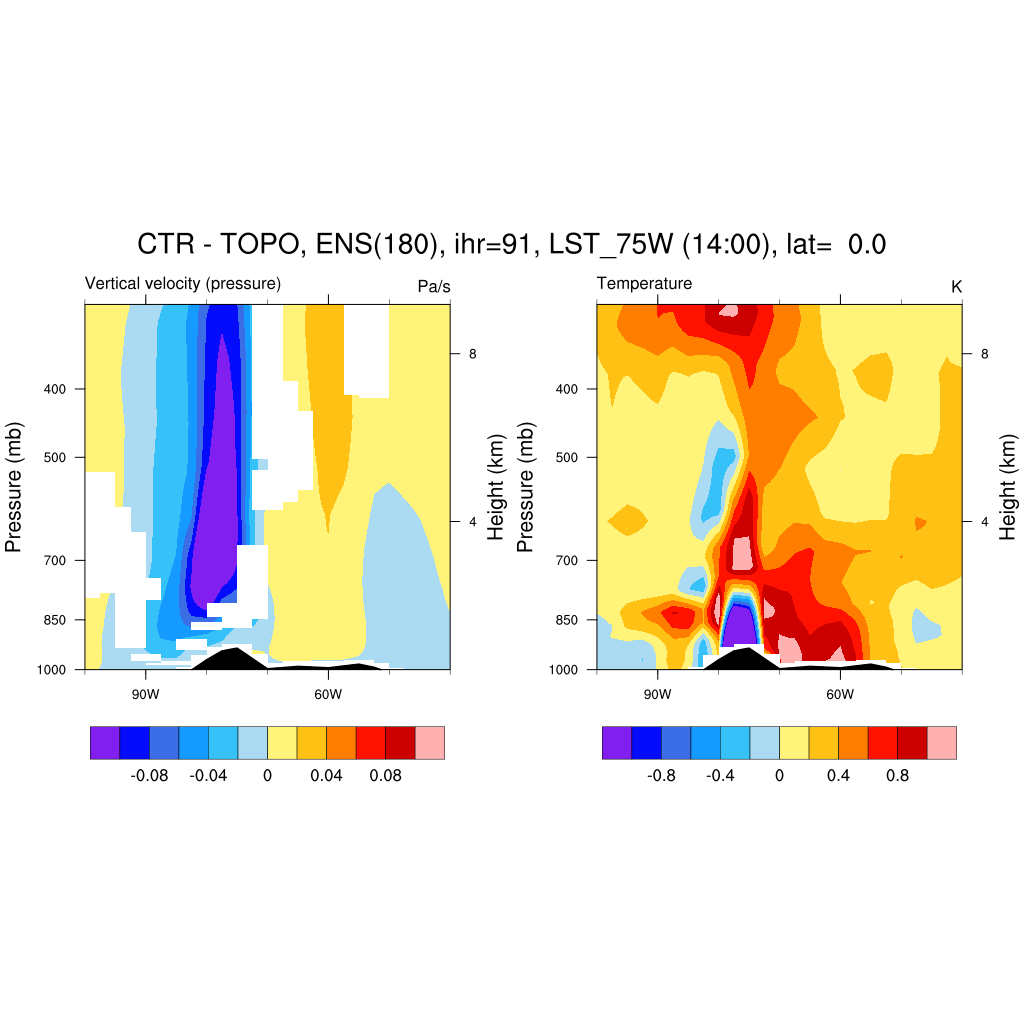 CTR - TOPO, ENS(180), ihr=91, LST_75W (14:00), lat=  0.0
Vertical velocity (pressure)
Pa/s
Pressure (mb)
400
500
700
850
1000
8
4
Height (km)
90W
60W
-0.08
-0.04
0
0.04
0.08
Temperature
K
Pressure (mb)
400
500
700
850
1000
8
4
Height (km)
90W
60W
-0.8
-0.4
0
0.4
0.8